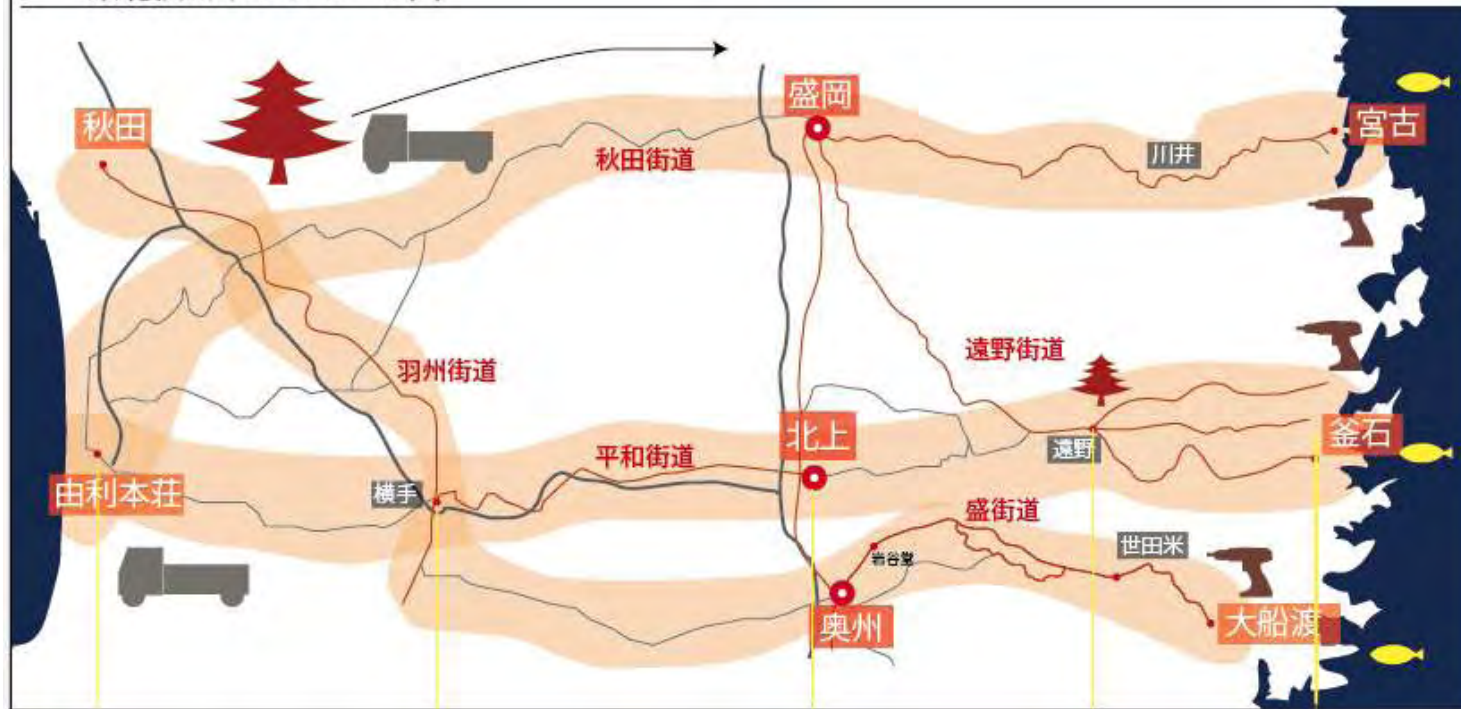 秋田
盛岡
宮古
秋田街道
川井
遠野街道
羽州街道
北上
釜石
遠野
平和街道
由利本荘
横手
盛街道
岩谷堂
世田米
奥州
大船渡